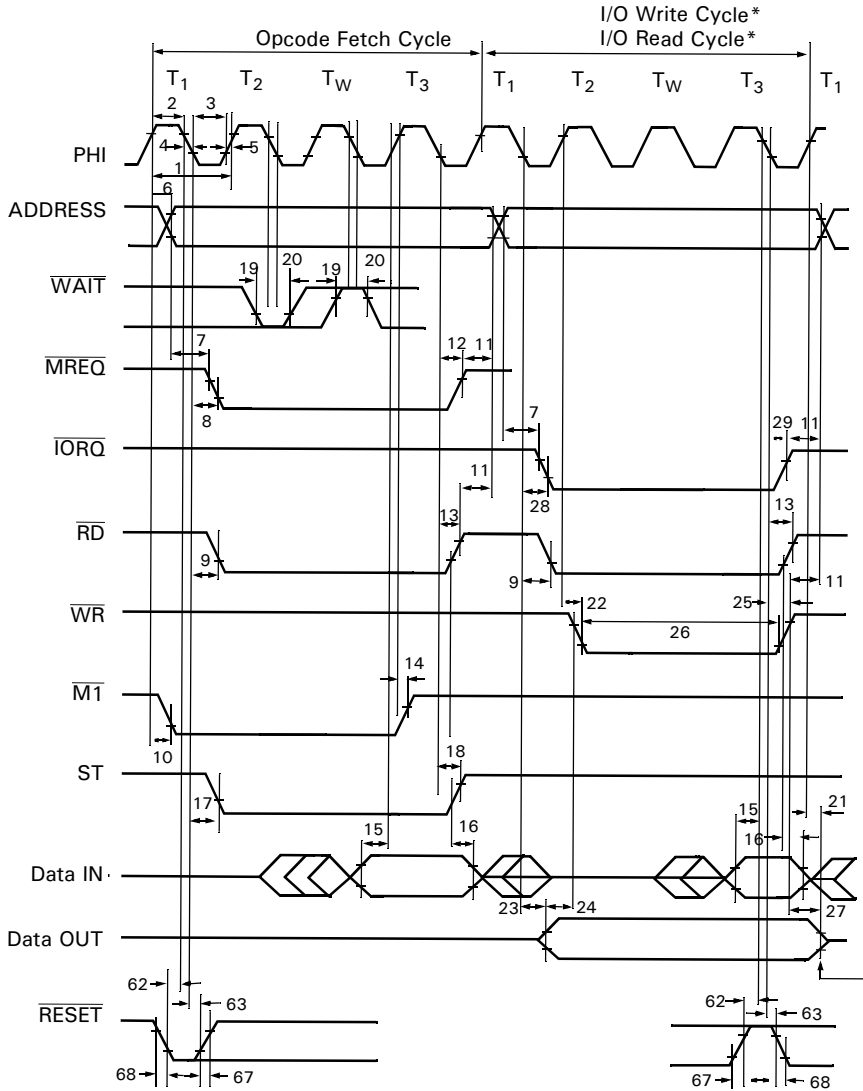 I/O Write Cycle*
Opcode Fetch Cycle I/O Read Cycle*
T1 T2 TW T3 T1 T2 TW T3 T1
2 3
PHI 4 5
1
6
ADDRESS
19 20 19 20
WAIT
7 12 11
MREQ
8 7 29 11
IORQ
11
28
13 13
RD
9 9 11
22 25
WR 26
14
M1
10 18
ST
17 21
15 16 15 16
Data IN
23 24 27
Data OUT
62 63 62 63
RESET
68 67 67 68